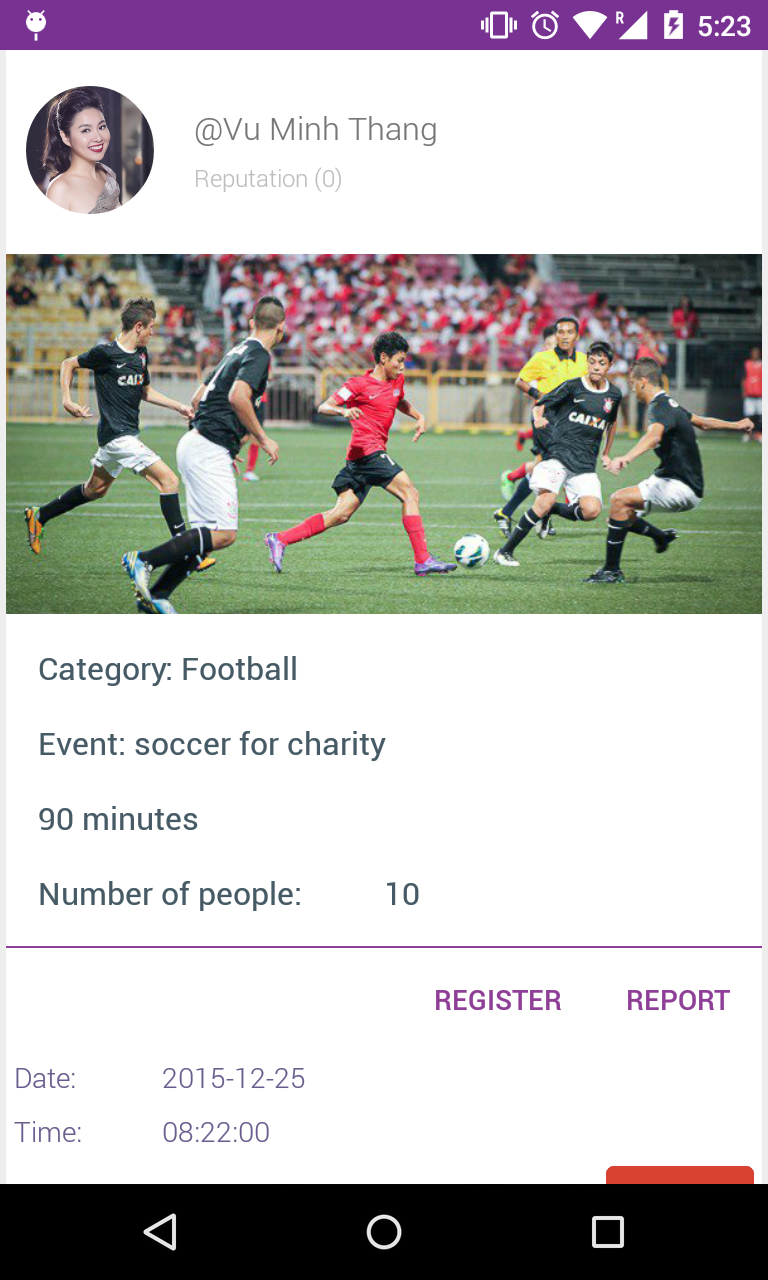 R 5:23
@Vu Minh Thang
Reputation (0)
CAIXA
7
Category: Football
Event: soccer for charity
90 minutes
Number of people: 10
REGISTER REPORT
Date: 2015-12-25
Time: 08:22:00